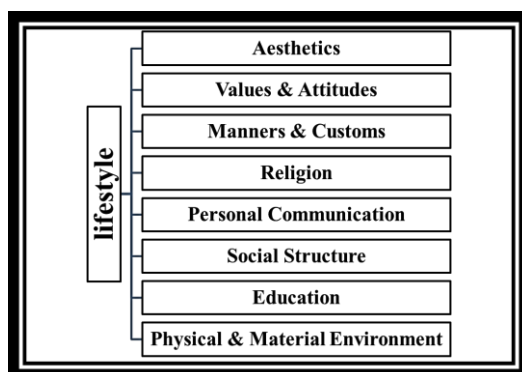 lifestyle
Aesthetics
Values & Attitudes
Manners & Customs
Religion
Personal Communication
Social Structure
Education
Physical & Material Environment